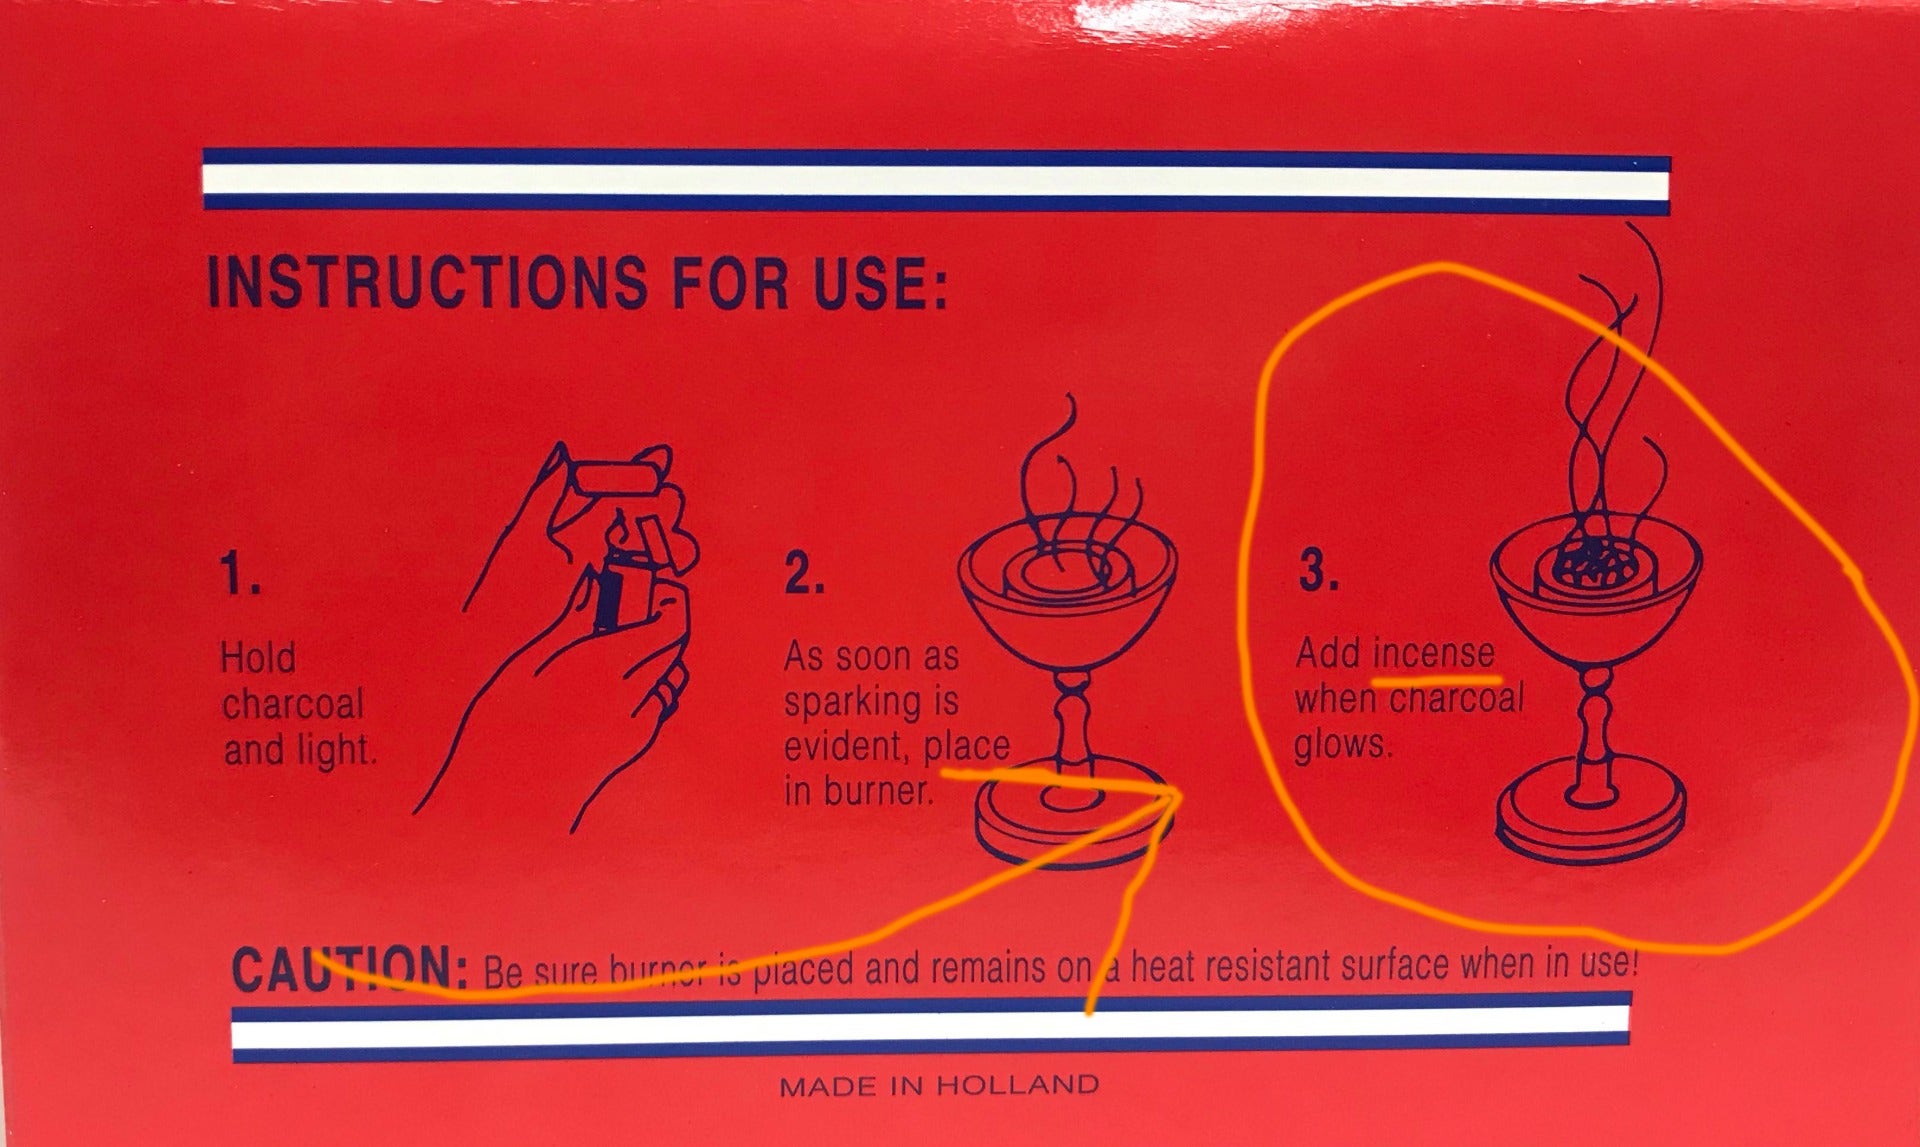 INSTRUCTIONS FOR USE:
1.
Hold
charcoal
and light.
2.
As soon as
sparking is
evident, place
in burner.
3.
Add incense
when charcoal
glows.
CAUTION: Be sure burner is placed and remains on a heat resistant surface when in use!
MADE IN HOLLAND